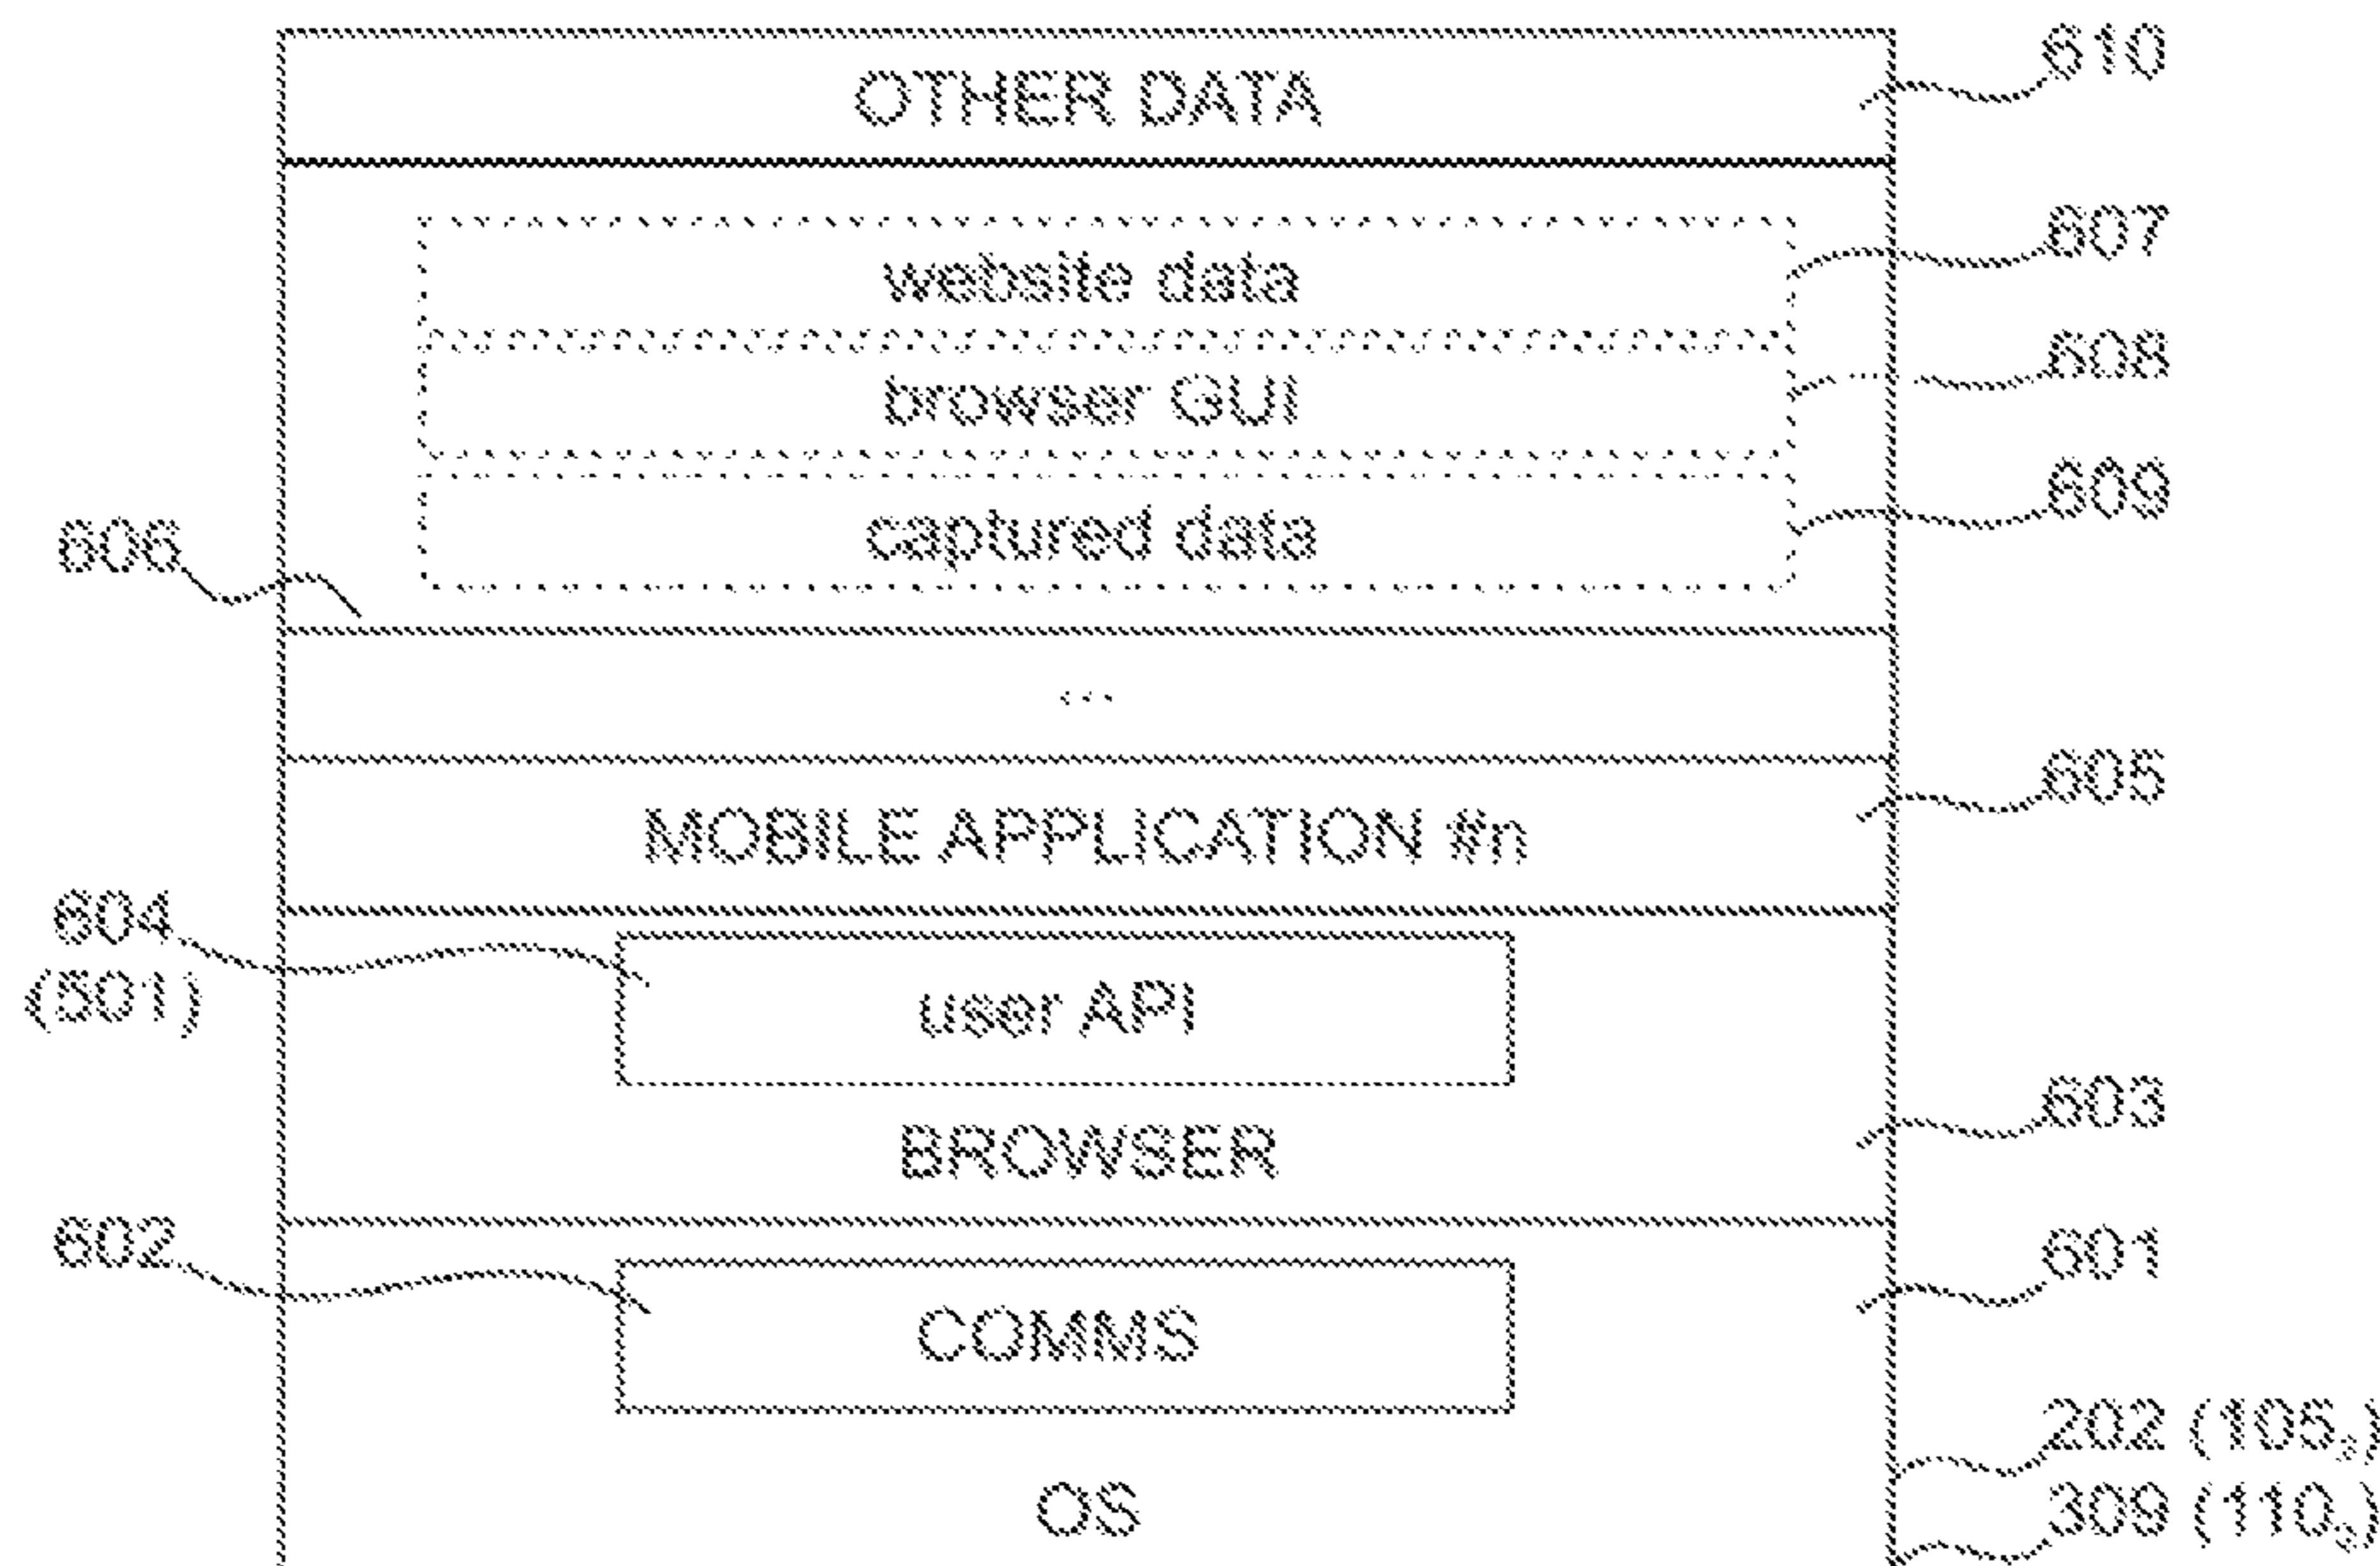 OTHER DATA
610
website data
607
browser GUI
608
captured data
609
606
...
MOBILE APPLICATION #n
605
604
(501)
user API
BROWSER
603
602
COMMS
601
OS
202 (105
309 (110